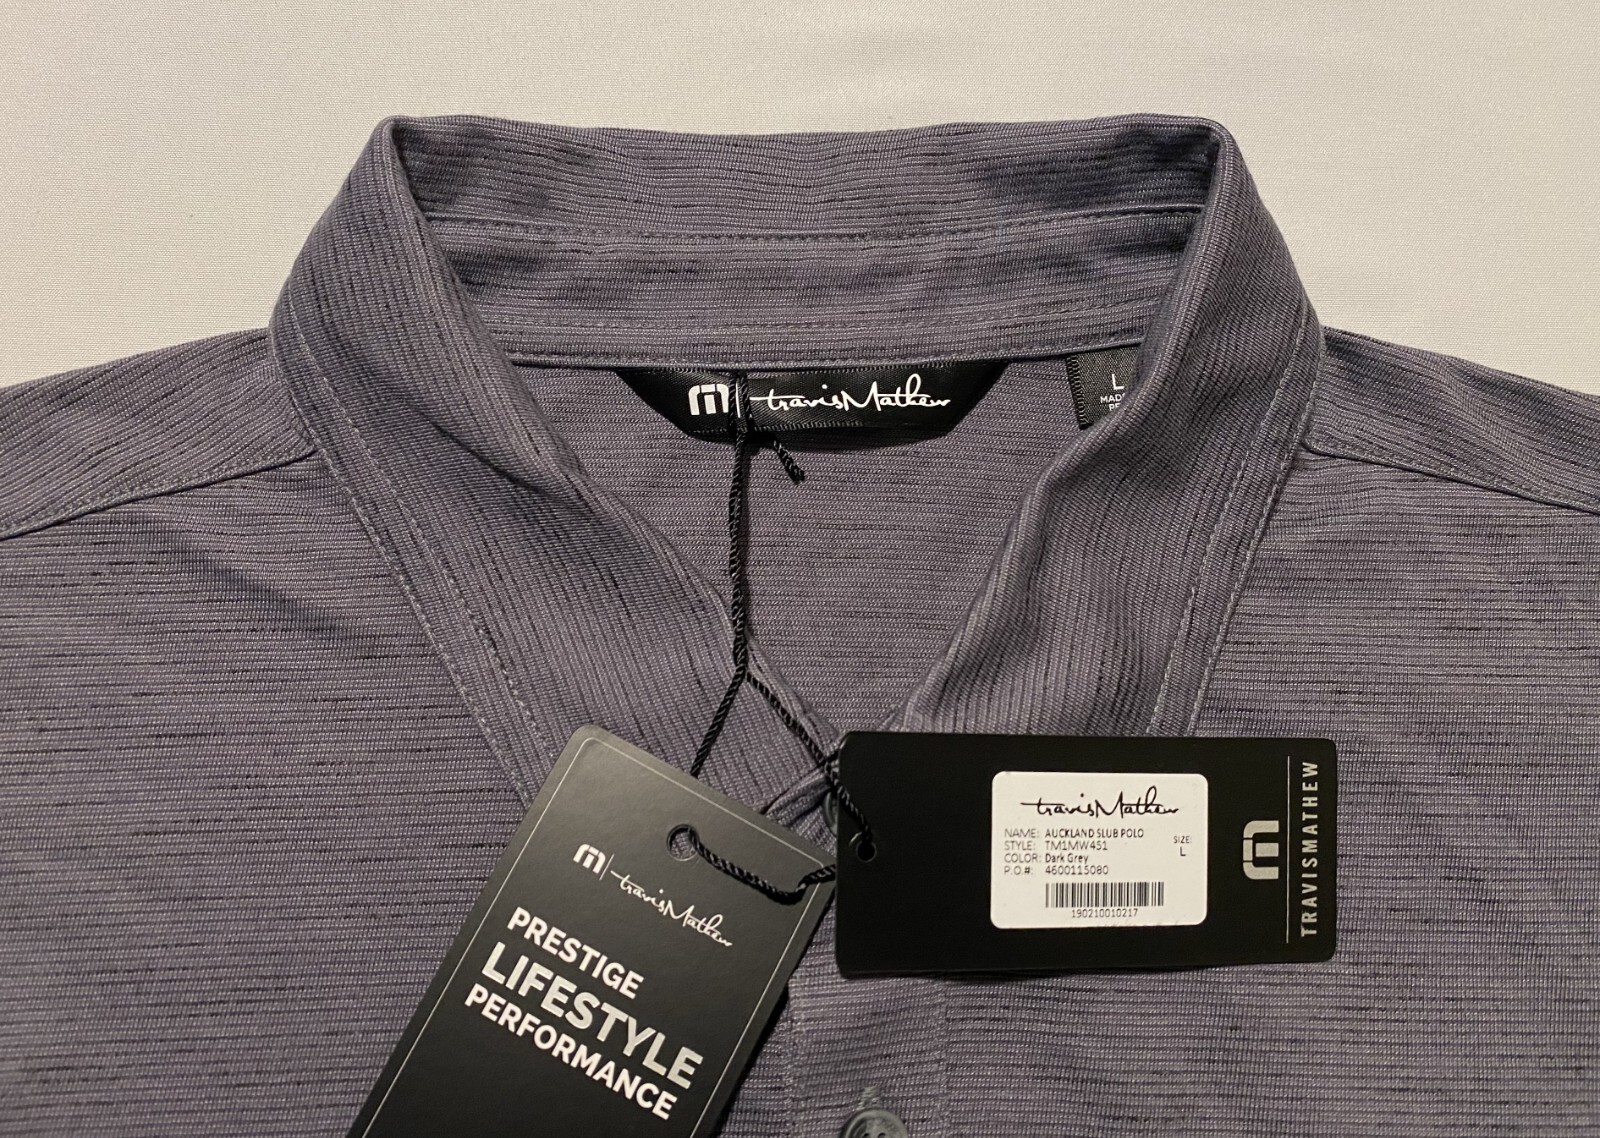 travisMathew
L
MADE
travisMathew
PRESTIGE
LIFESTYLE
PERFORMANCE
travisMathew
NAME: AUCKLAND SLUB POLO
STYLE: TM1MW451
COLOR: Dark Grey
P.O.#: 4600115080
SIZE:
L
190210010217
TRAVISMATHEW